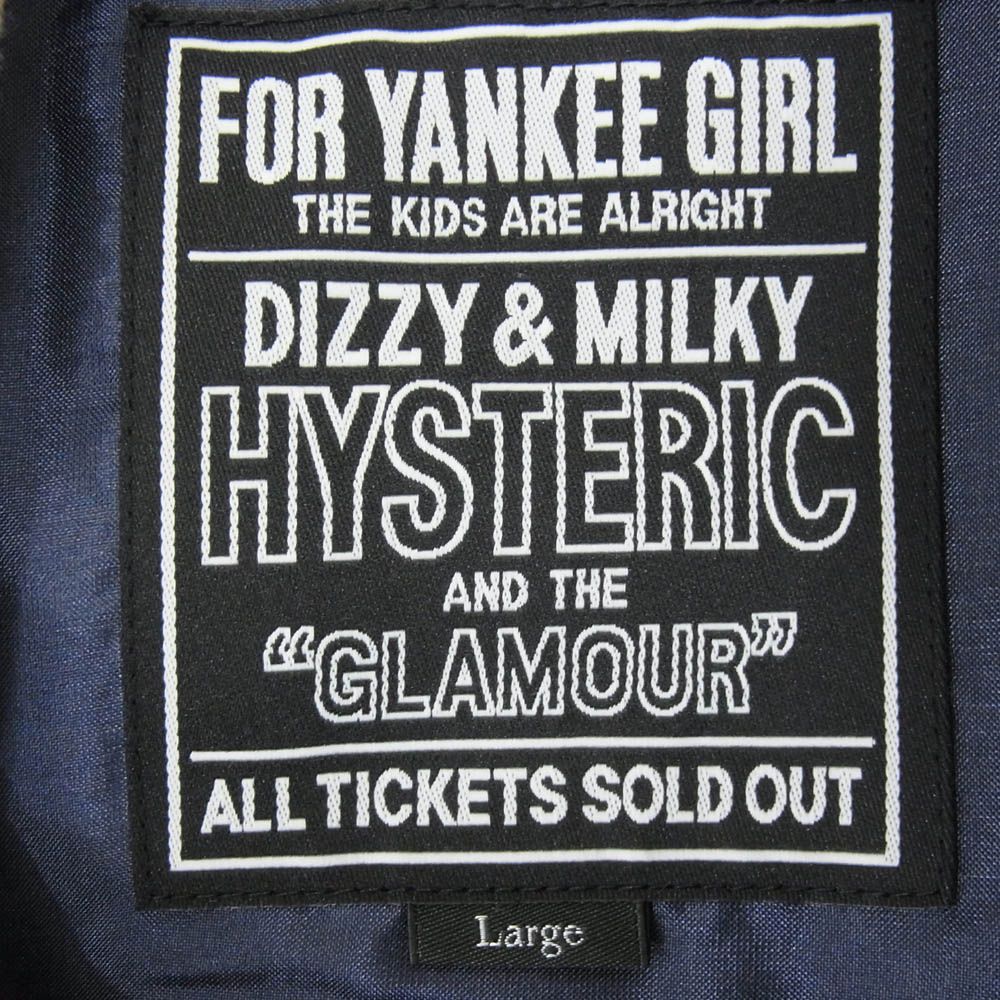 FOR YANKEE GIRL
THE KIDS ARE ALRIGHT
DIZZY & MILKY
HYSTERIC
AND THE
“GLAMOUR”
ALL TICKETS SOLD OUT
Large